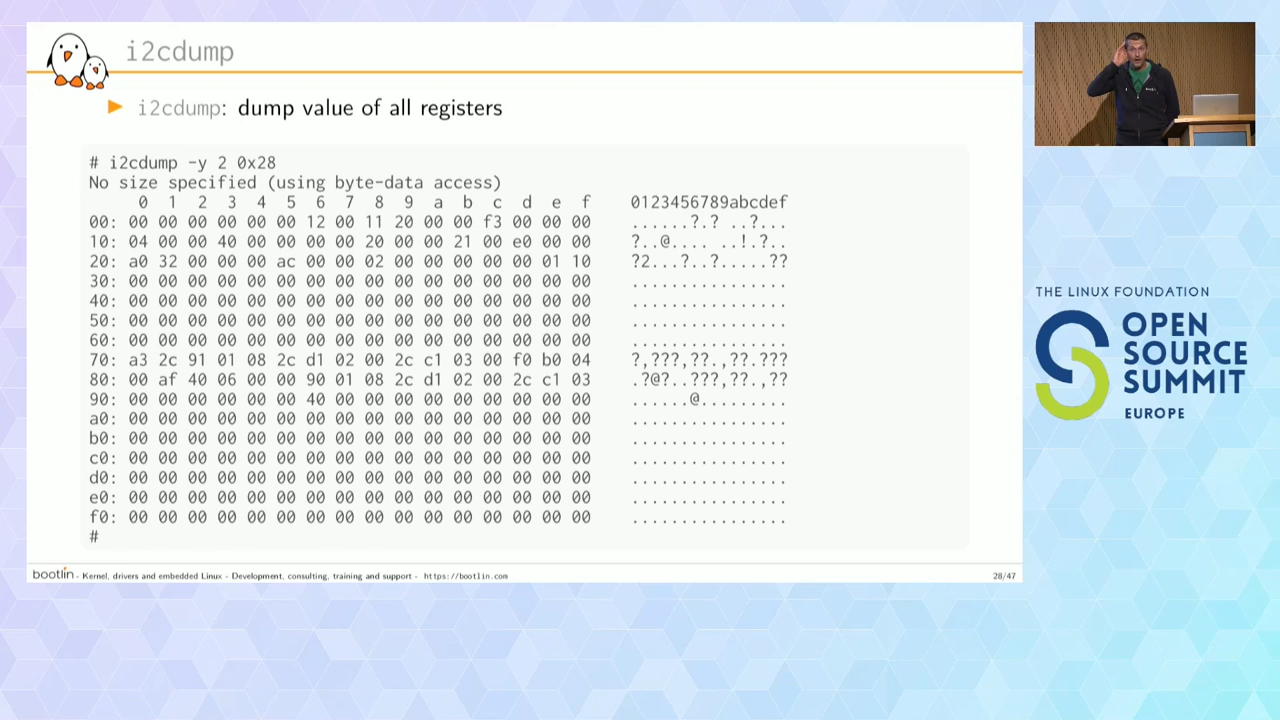 i2cdump
i2cdump: dump value of all registers
# i2cdump -y 2 0x28
No size specified (using byte-data access)
0 1 2 3 4 5 6 7 8 9 a b c d e f 0123456789abcdef
00: 00 00 00 00 00 00 12 00 11 20 00 00 f3 00 00 00 ......?.? ..?...
10: 04 00 00 40 00 00 00 00 20 00 00 21 00 e0 00 00 ?..@.... ..!.?..
20: a0 32 00 00 00 ac 00 00 02 00 00 00 00 00 01 10 ?2...?..?.....??
30: 00 00 00 00 00 00 00 00 00 00 00 00 00 00 00 00 ................
40: 00 00 00 00 00 00 00 00 00 00 00 00 00 00 00 00 ................
50: 00 00 00 00 00 00 00 00 00 00 00 00 00 00 00 00 ................
60: 00 00 00 00 00 00 00 00 00 00 00 00 00 00 00 00 ................
70: a3 2c 91 01 08 2c d1 02 00 2c c1 03 00 f0 b0 04 ?,???,??.,??.???
80: 00 af 40 06 00 00 90 01 08 2c d1 02 00 2c c1 03 .?@?..???,??.,??
90: 00 00 00 00 00 00 40 00 00 00 00 00 00 00 00 00 ......@.........
a0: 00 00 00 00 00 00 00 00 00 00 00 00 00 00 00 00 ................
b0: 00 00 00 00 00 00 00 00 00 00 00 00 00 00 00 00 ................
c0: 00 00 00 00 00 00 00 00 00 00 00 00 00 00 00 00 ................
d0: 00 00 00 00 00 00 00 00 00 00 00 00 00 00 00 00 ................
e0: 00 00 00 00 00 00 00 00 00 00 00 00 00 00 00 00 ................
f0: 00 00 00 00 00 00 00 00 00 00 00 00 00 00 00 00 ................
#
bootlin - Kernel, drivers and embedded Linux - Development, consulting, training and support - https://bootlin.com
28/47
THE LINUX FOUNDATION
OPEN
SOURCE
SUMMIT
EUROPE